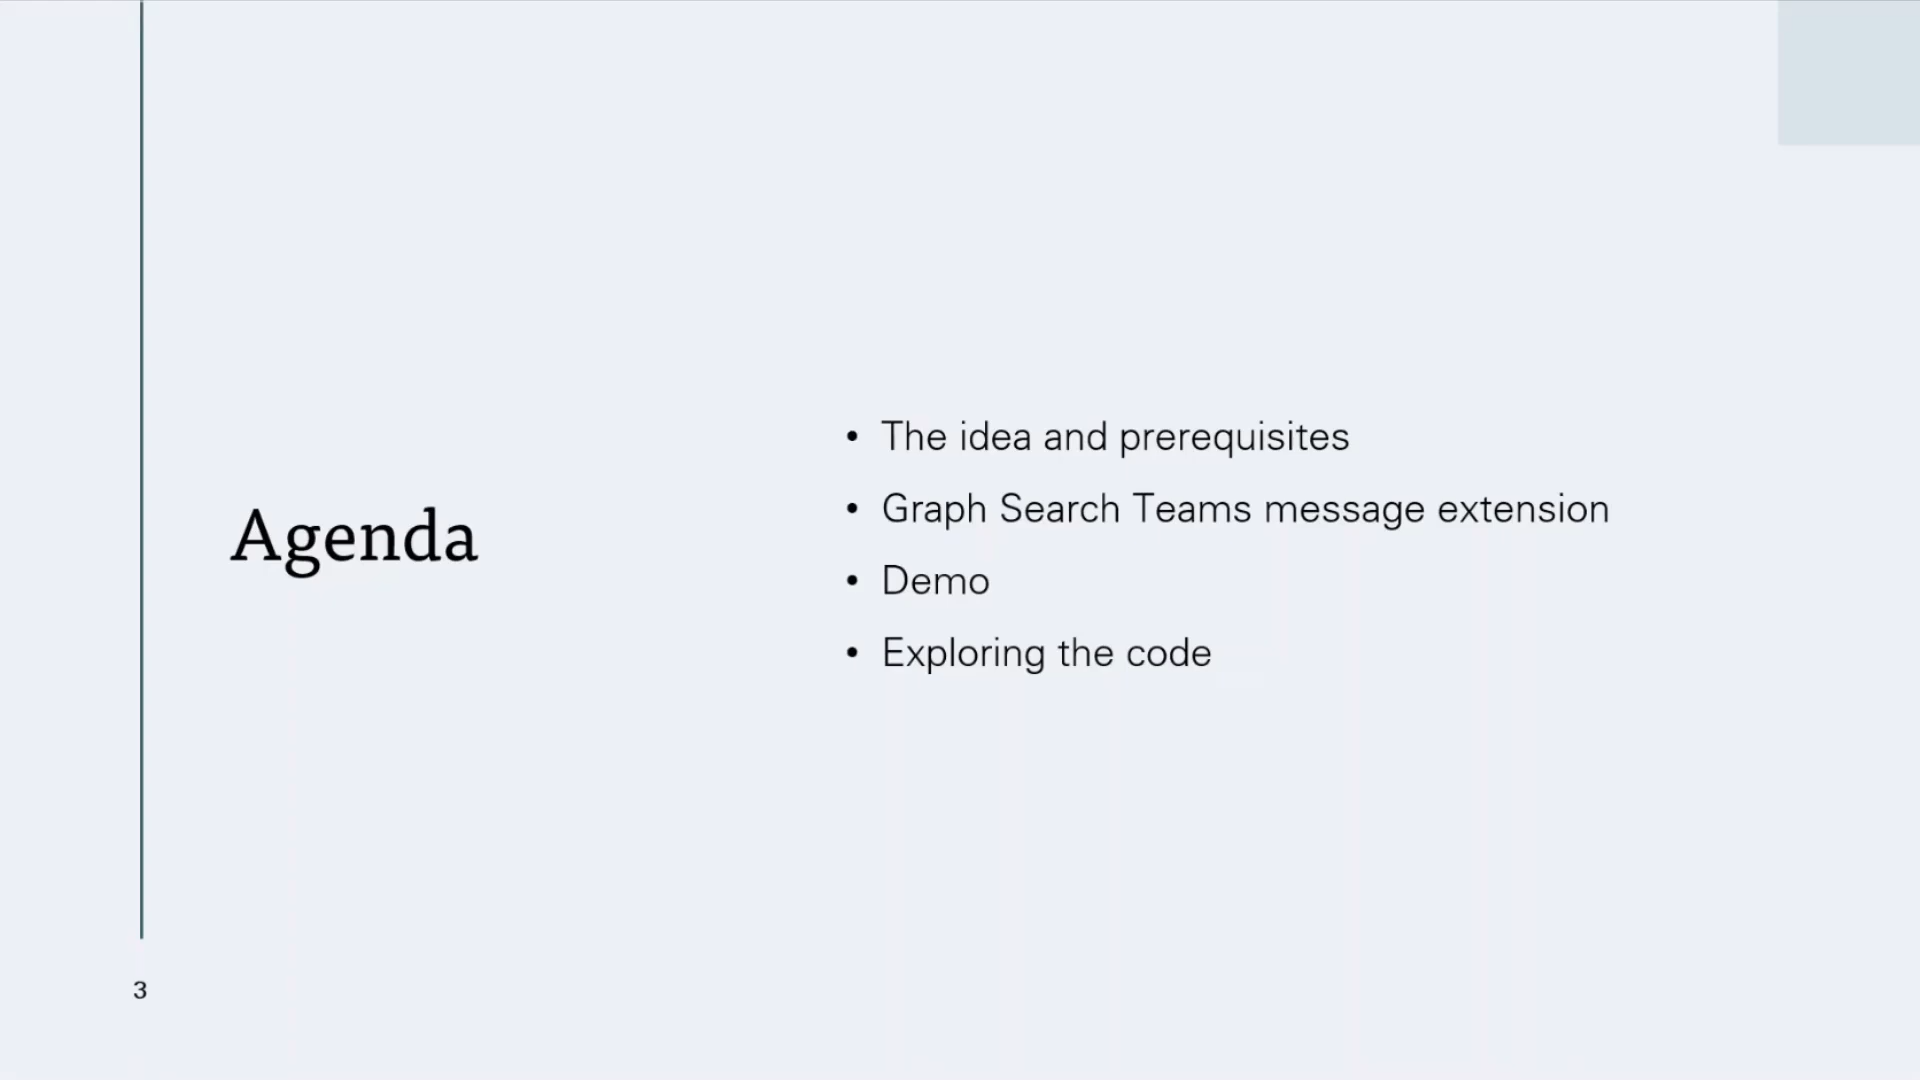 Agenda
• The idea and prerequisites
• Graph Search Teams message extension
• Demo
• Exploring the code
3